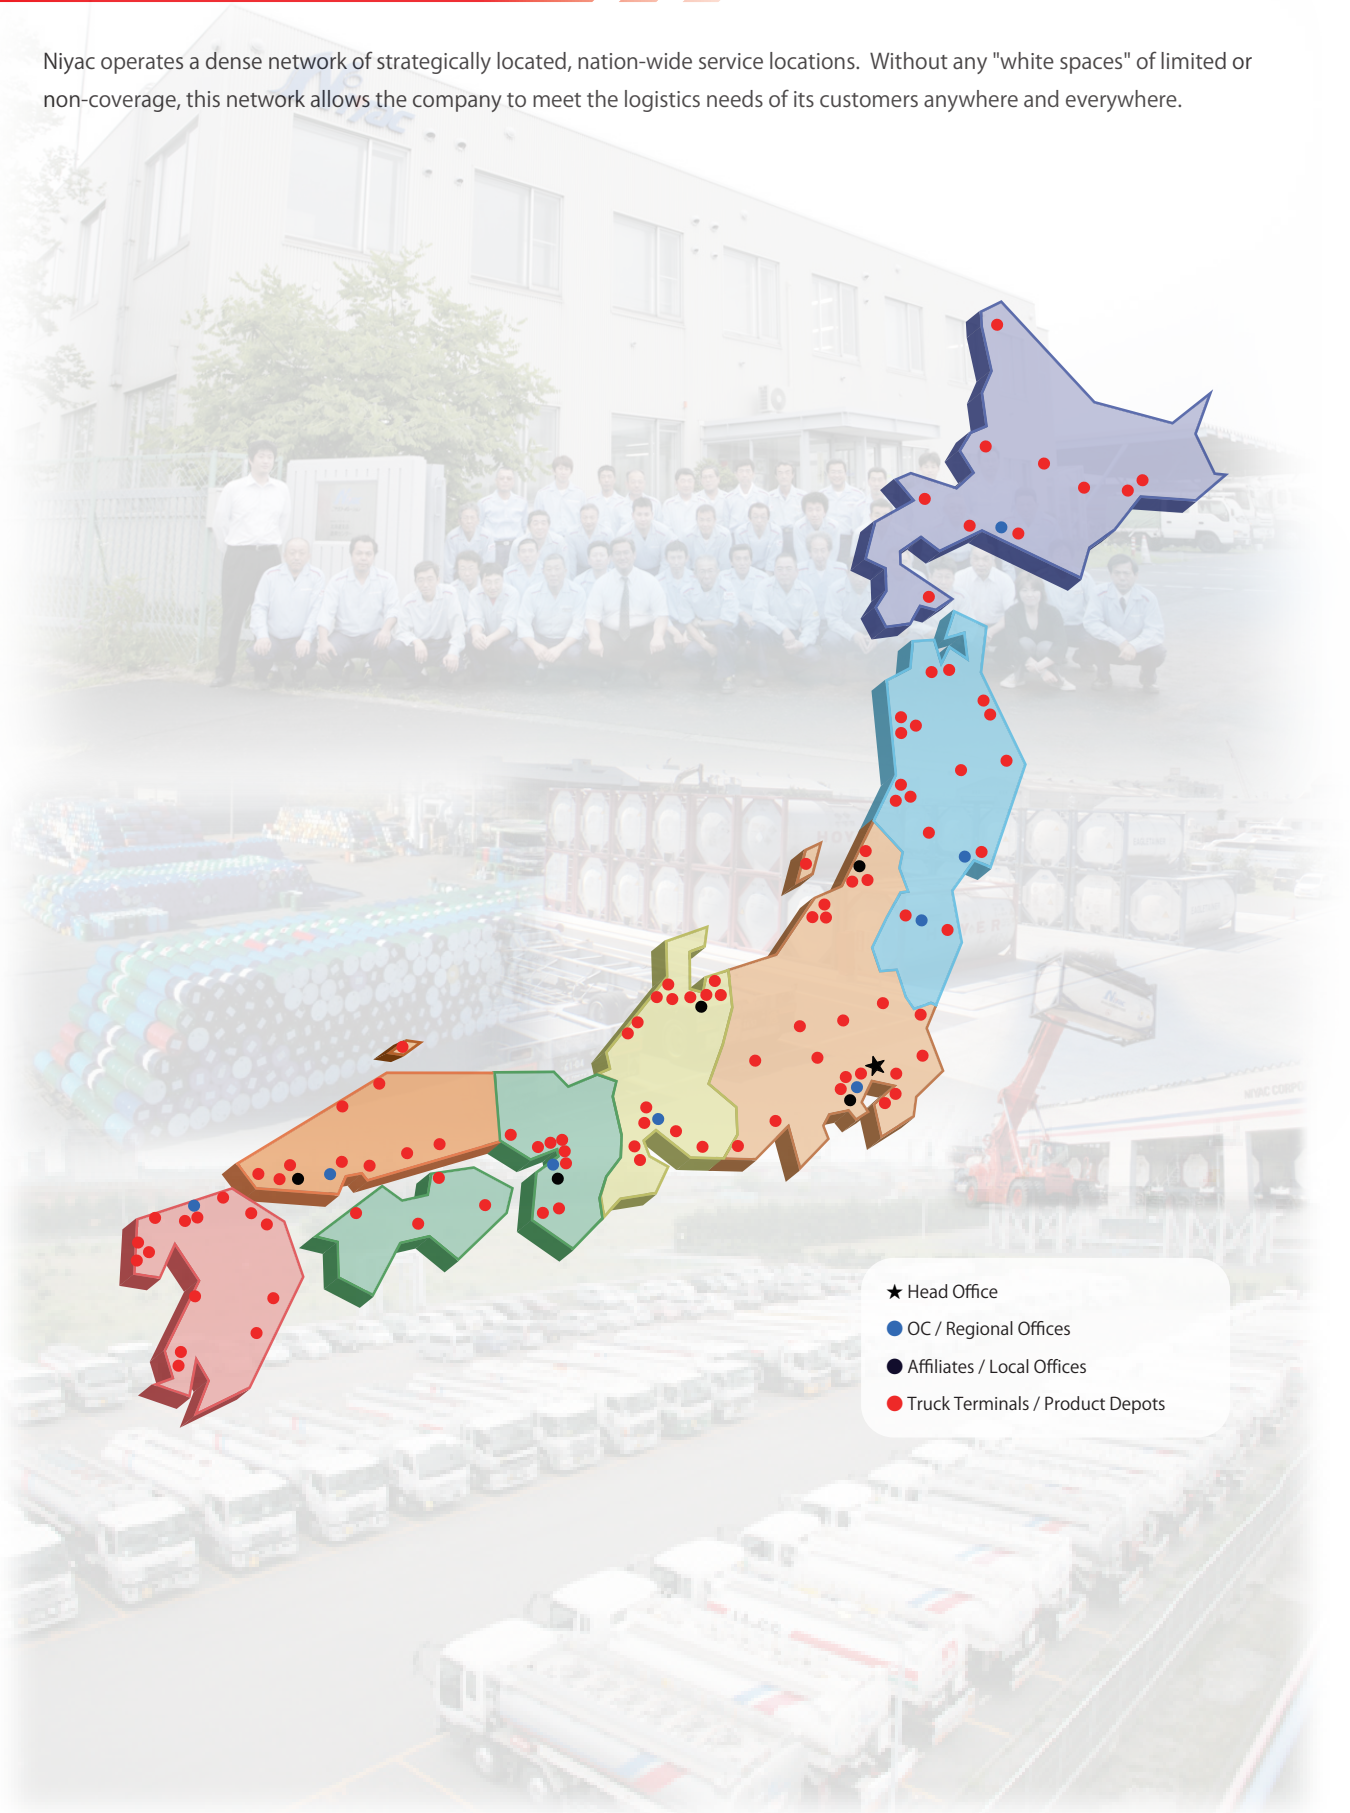 Niyac operates a dense network of strategically located, nation-wide service locations.  Without any "white spaces" of limited or
non-coverage, this network allows the company to meet the logistics needs of its customers anywhere and everywhere.
Niyac
Head Office
OC / Regional Offices
Affiliates / Local Offices
Truck Terminals / Product Depots